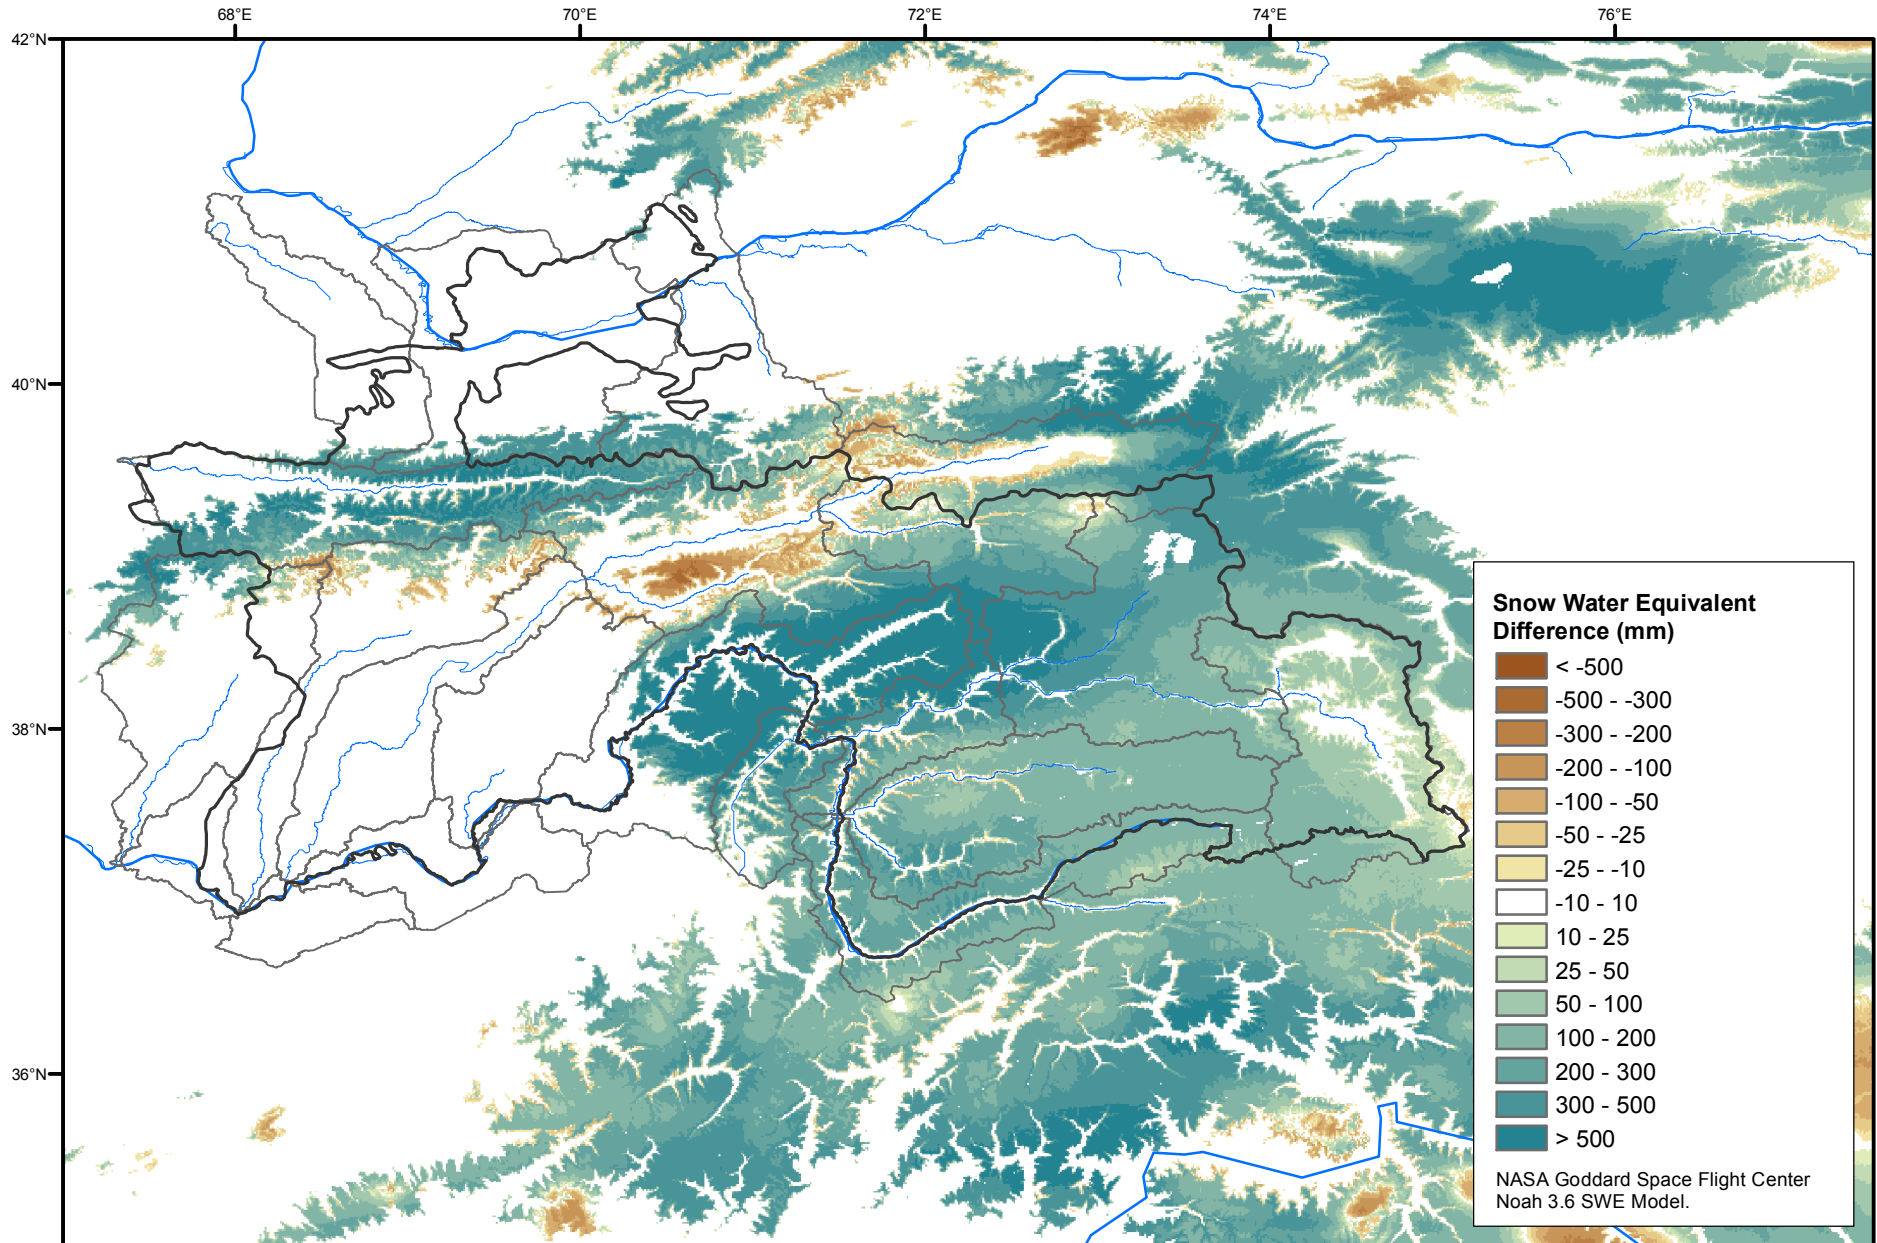 68°E 70°E 72°E 74°E 76°E
42°N
40°N
38°N
36°N
Snow Water Equivalent
Difference (mm)
< -500
-500 - -300
-300 - -200
-200 - -100
-100 - -50
-50 - -25
-25 - -10
-10 - 10
10 - 25
25 - 50
50 - 100
100 - 200
200 - 300
300 - 500
> 500
NASA Goddard Space Flight Center
Noah 3.6 SWE Model.